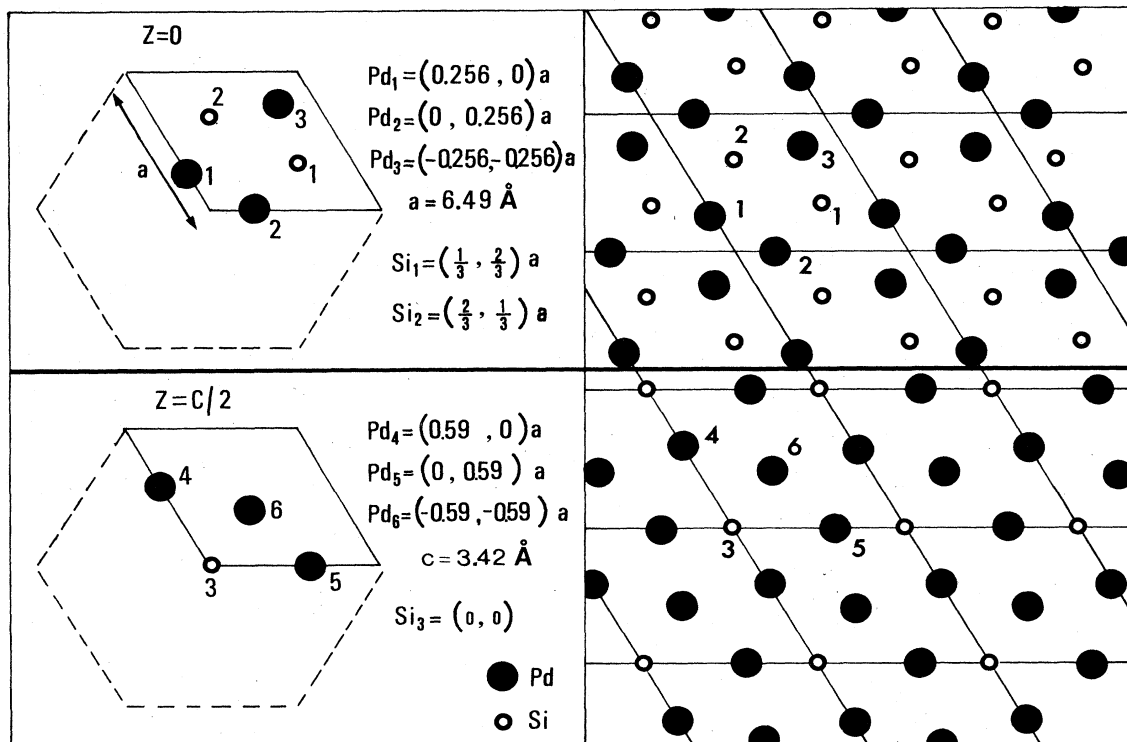 Z=0
Pd₁=(0.256 , 0)a
Pd₂=(0 , 0.256)a
Pd₃=(-0.256,-0.256)a
a = 6.49 Å
Si₁=(1/3 , 2/3) a
Si₂=(2/3 , 1/3) a
2
3
1
1
2
a
2
3
1
1
2
Z=C/2
Pd₄=(0.59 , 0)a
Pd₅=(0 , 0.59) a
Pd₆=(-0.59,-0.59) a
c = 3.42 Å
Si₃= (0,0)
Pd
Si
4
6
3
5
4
6
3
5